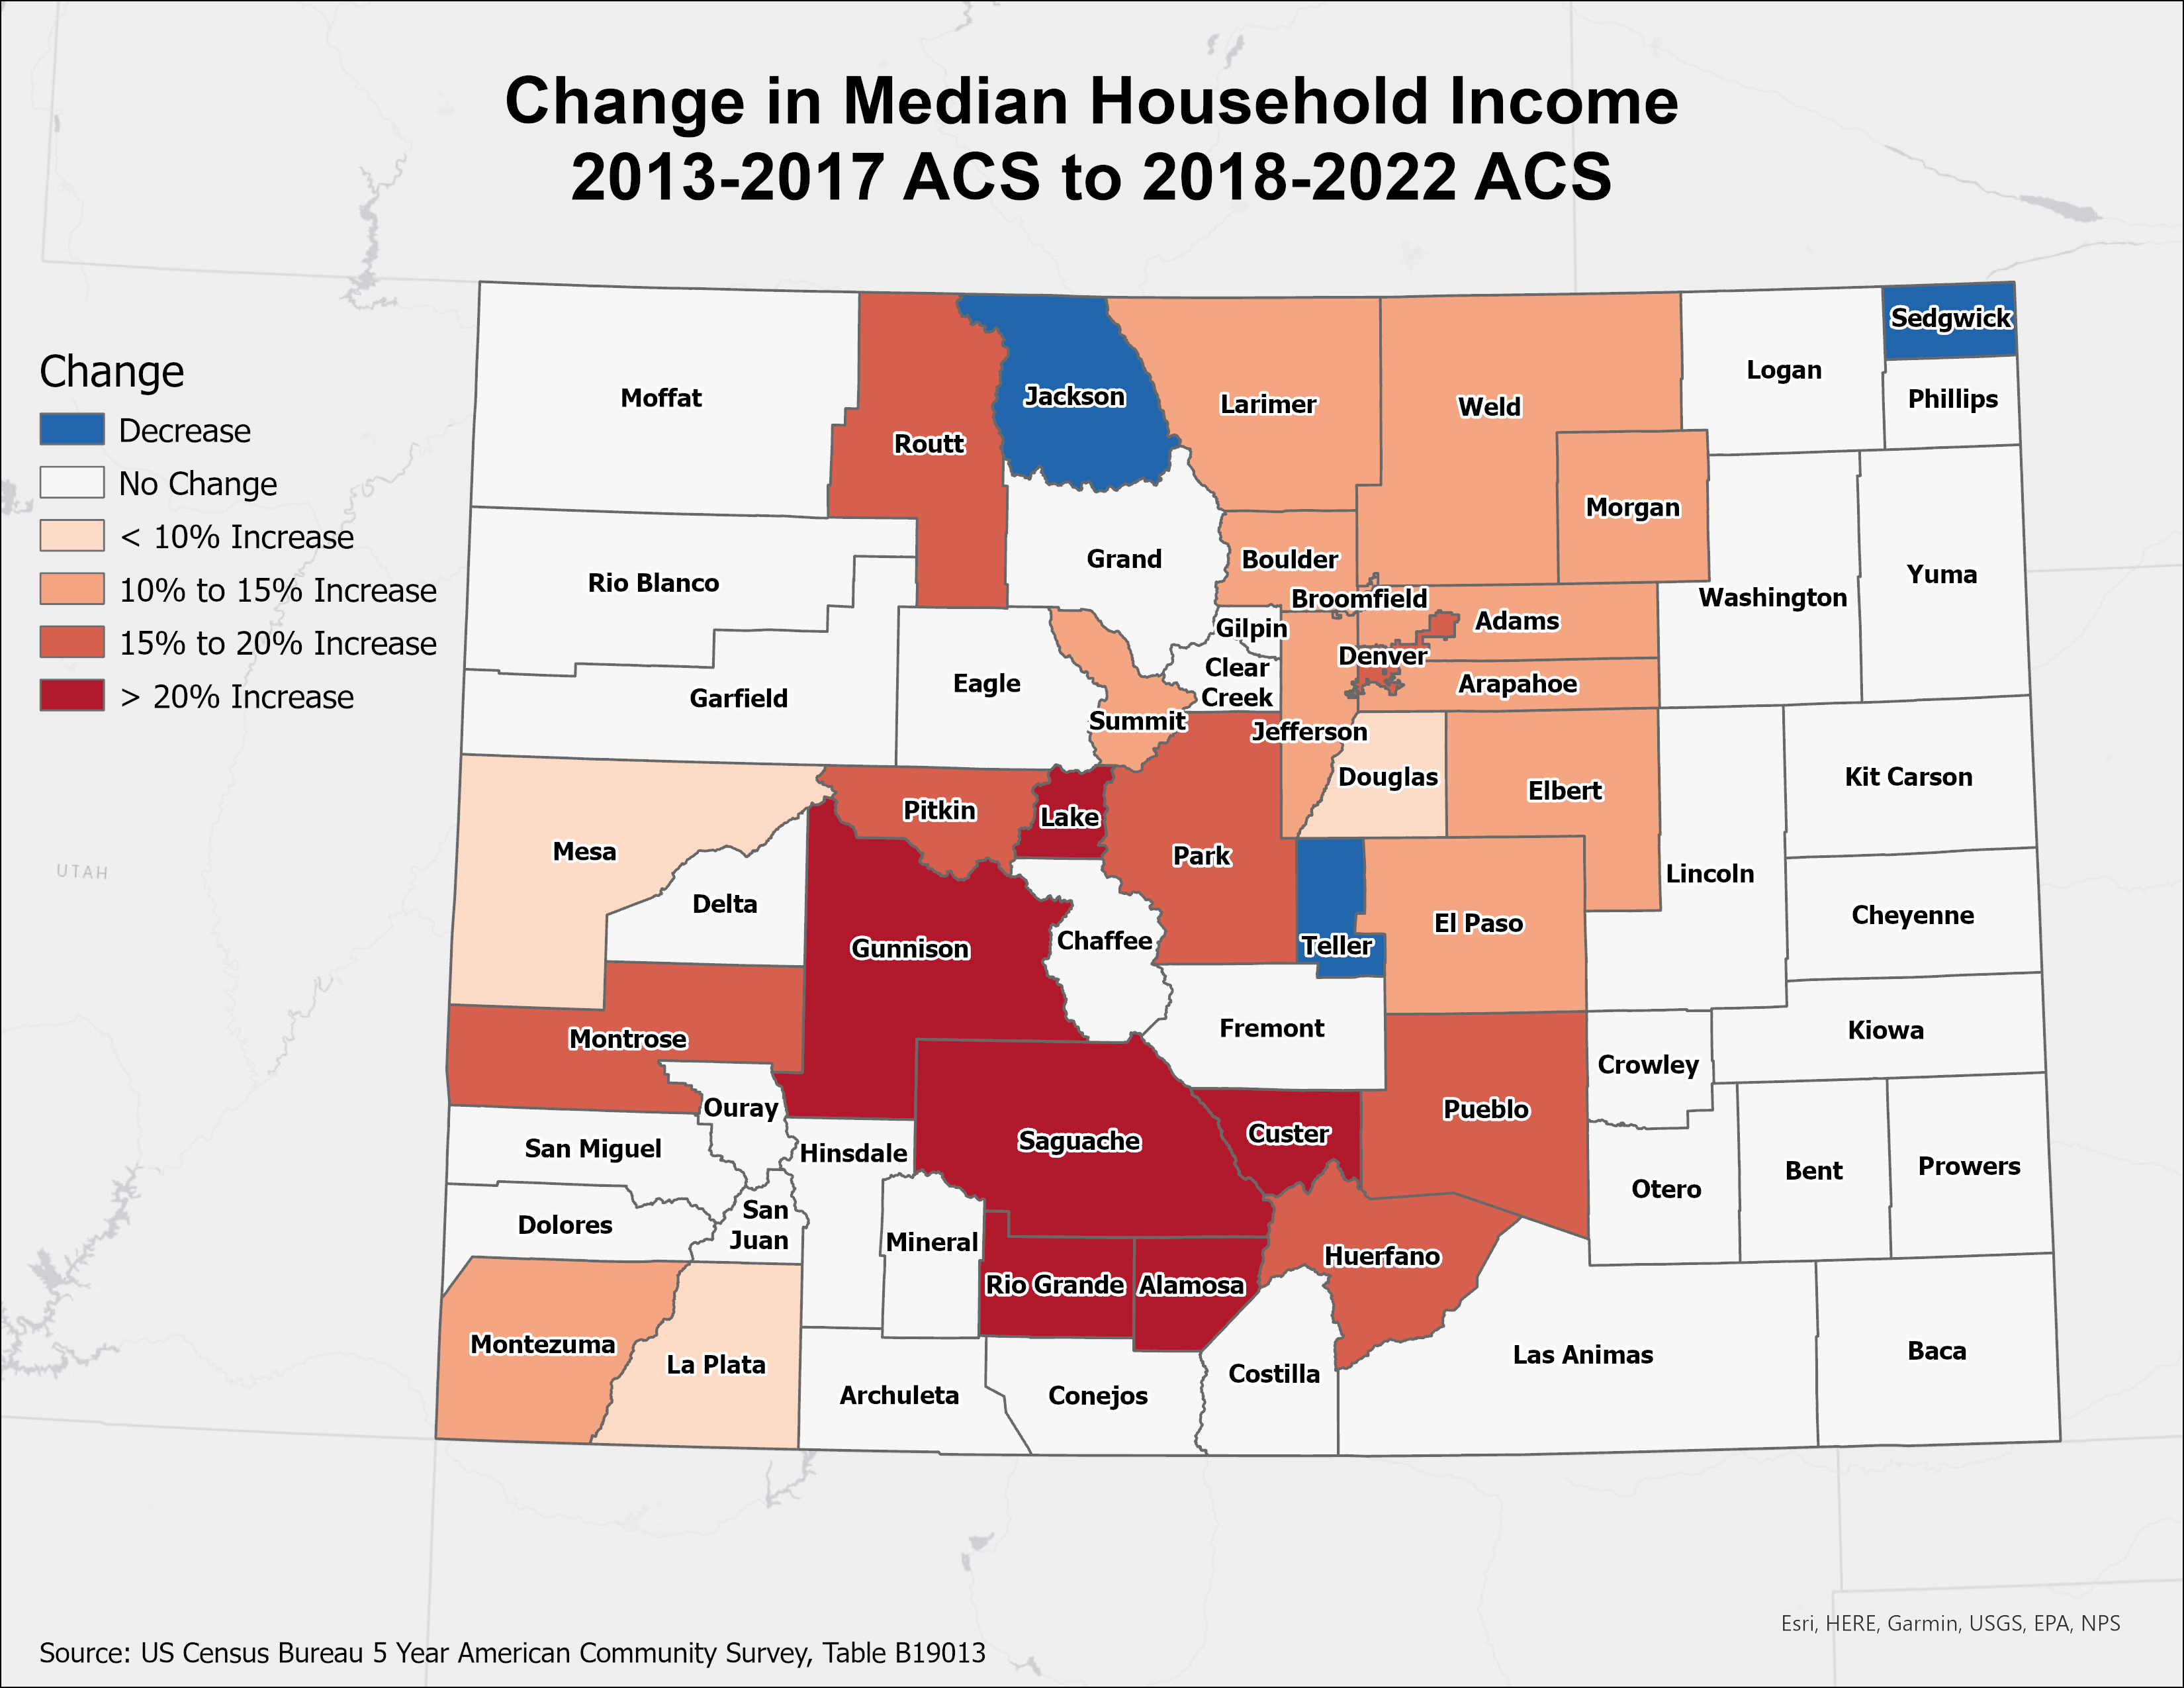 Change in Median Household Income
2013-2017 ACS to 2018-2022 ACS
Change
Decrease
No Change
< 10% Increase
10% to 15% Increase
15% to 20% Increase
> 20% Increase
Sedgwick
Logan
Jackson
Moffat
Larimer
Weld
Phillips
Routt
Morgan
Grand
Boulder
Yuma
Rio Blanco
Broomfield
Washington
Adams
Gilpin
Denver
Clear
Creek
Eagle
Arapahoe
Garfield
Summit
Jefferson
Douglas
Kit Carson
Elbert
Pitkin
Lake
Mesa
Park
Lincoln
UTAH
Delta
Cheyenne
El Paso
Chaffee
Teller
Gunnison
Fremont
Kiowa
Montrose
Crowley
Ouray
Pueblo
Custer
Saguache
San Miguel
Hinsdale
Prowers
Bent
Otero
San
Juan
Dolores
Mineral
Huerfano
Rio Grande
Alamosa
Montezuma
Baca
Las Animas
La Plata
Costilla
Archuleta
Conejos
Esri, HERE, Garmin, USGS, EPA, NPS
Source: US Census Bureau 5 Year American Community Survey, Table B19013